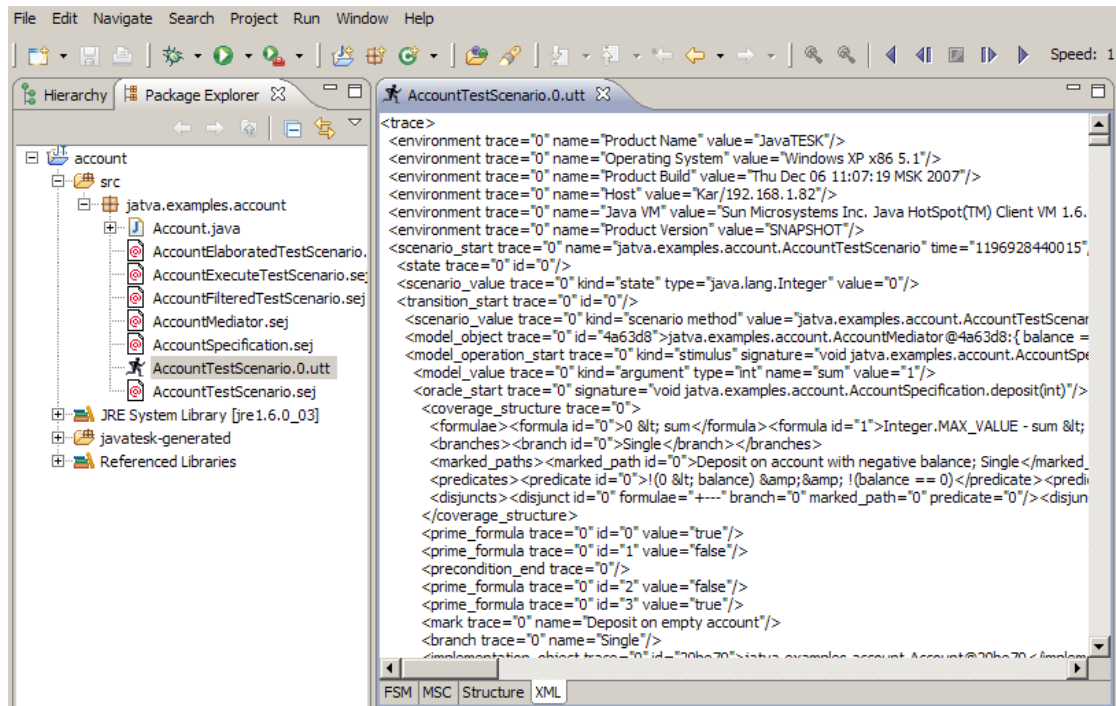 File Edit Navigate Search Project Run Window Help
Speed: 1
Hierarchy Package Explorer
account
src
jatva.examples.account
Account.java
AccountElaboratedTestScenario.
AccountExecuteTestScenario.sej
AccountFilteredTestScenario.sej
AccountMediator.sej
AccountSpecification.sej
AccountTestScenario.0.utt
AccountTestScenario.sej
JRE System Library [jre1.6.0_03]
javatesk-generated
Referenced Libraries
AccountTestScenario.0.utt
<trace>
<environment trace="0" name="Product Name" value="JavaTESK"/>
<environment trace="0" name="Operating System" value="Windows XP x86 5.1"/>
<environment trace="0" name="Product Build" value="Thu Dec 06 11:07:19 MSK 2007"/>
<environment trace="0" name="Host" value="Kar/192.168.1.82"/>
<environment trace="0" name="Java VM" value="Sun Microsystems Inc. Java HotSpot(TM) Client VM 1.6.
<environment trace="0" name="Product Version" value="SNAPSHOT"/>
<scenario_start trace="0" name="jatva.examples.account.AccountTestScenario" time="1196928440015"
<state trace="0" id="0"/>
<scenario_value trace="0" kind="state" type="java.lang.Integer" value="0"/>
<transition_start trace="0" id="0"/>
<scenario_value trace="0" kind="scenario method" value="jatva.examples.account.AccountTestScenar
<model_object trace="0" id="4a63d8">jatva.examples.account.AccountMediator@4a63d8:{ balance =
<model_operation_start trace="0" kind="stimulus" signature="void jatva.examples.account.AccountSpe
<model_value trace="0" kind="argument" type="int" name="sum" value="1"/>
<oracle_start trace="0" signature="void jatva.examples.account.AccountSpecification.deposit(int)"/>
<coverage_structure trace="0">
<formulae><formula id="0">0 &lt; sum</formula><formula id="1">Integer.MAX_VALUE - sum &lt;
<branches><branch id="0">Single</branch></branches>
<marked_paths><marked_path id="0">Deposit on account with negative balance; Single</marked_
<predicates><predicate id="0">!(0 &lt; balance) &amp;&amp; !(balance == 0)</predicate><predi
<disjuncts><disjunct id="0" formulae="+---" branch="0" marked_path="0" predicate="0"/><disjun
</coverage_structure>
<prime_formula trace="0" id="0" value="true"/>
<prime_formula trace="0" id="1" value="false"/>
<precondition_end trace="0"/>
<prime_formula trace="0" id="2" value="false"/>
<prime_formula trace="0" id="3" value="true"/>
<mark trace="0" name="Deposit on empty account"/>
<branch trace="0" name="Single"/>
FSM MSC Structure XML